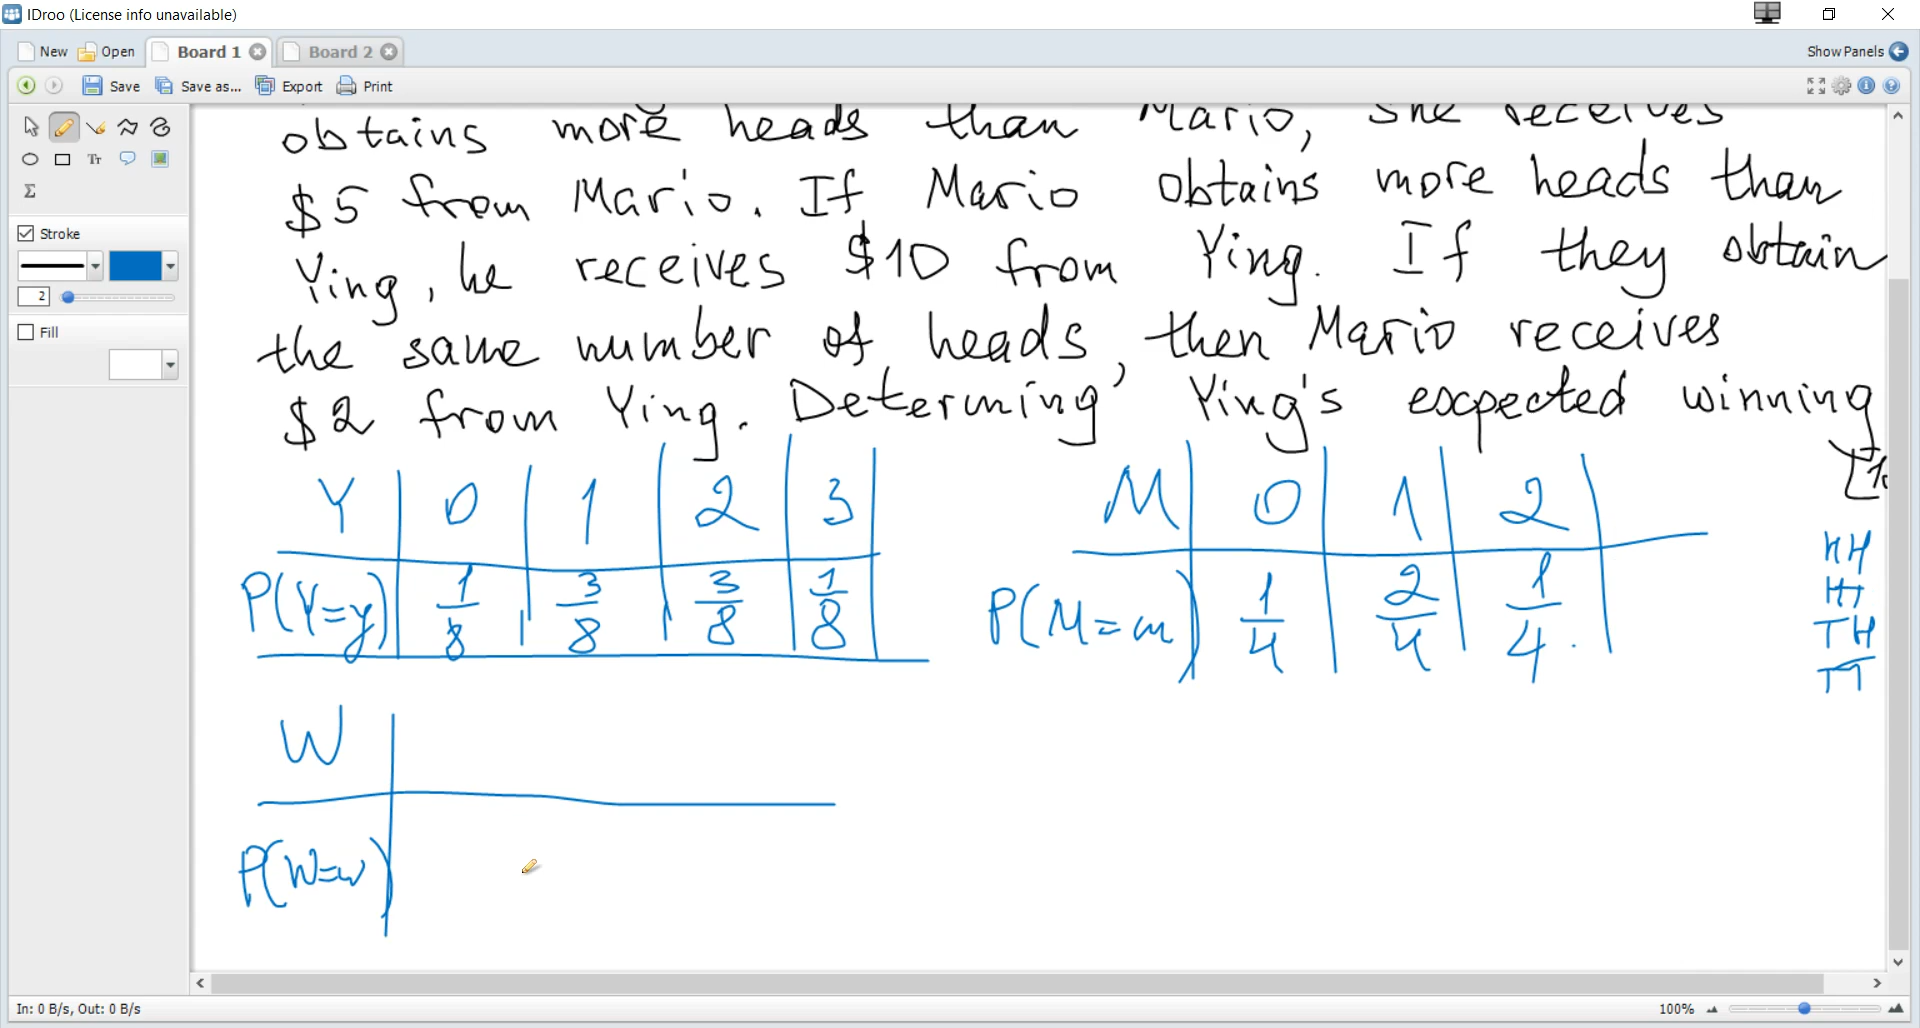 IDroo (License info unavailable)
New Open Board 1 Board 2 Show Panels
Save Save as... Export Print
Tt
Σ
Stroke
2
Fill
obtains more heads than Mario, she receives
$5 from Mario. If Mario obtains more heads than
Ying, he receives $10 from Ying. If they obtain
the same number of heads, then Mario receives
$2 from Ying. Determing Ying's expected winning
Y 0 1 2 3
P(Y=y) 1/8 3/8 3/8 1/8
M 0 1 2
P(M=m) 1/4 2/4 1/4.
HH
HT
TH
TT
W
P(W=w)
In: 0 B/s, Out: 0 B/s 100%